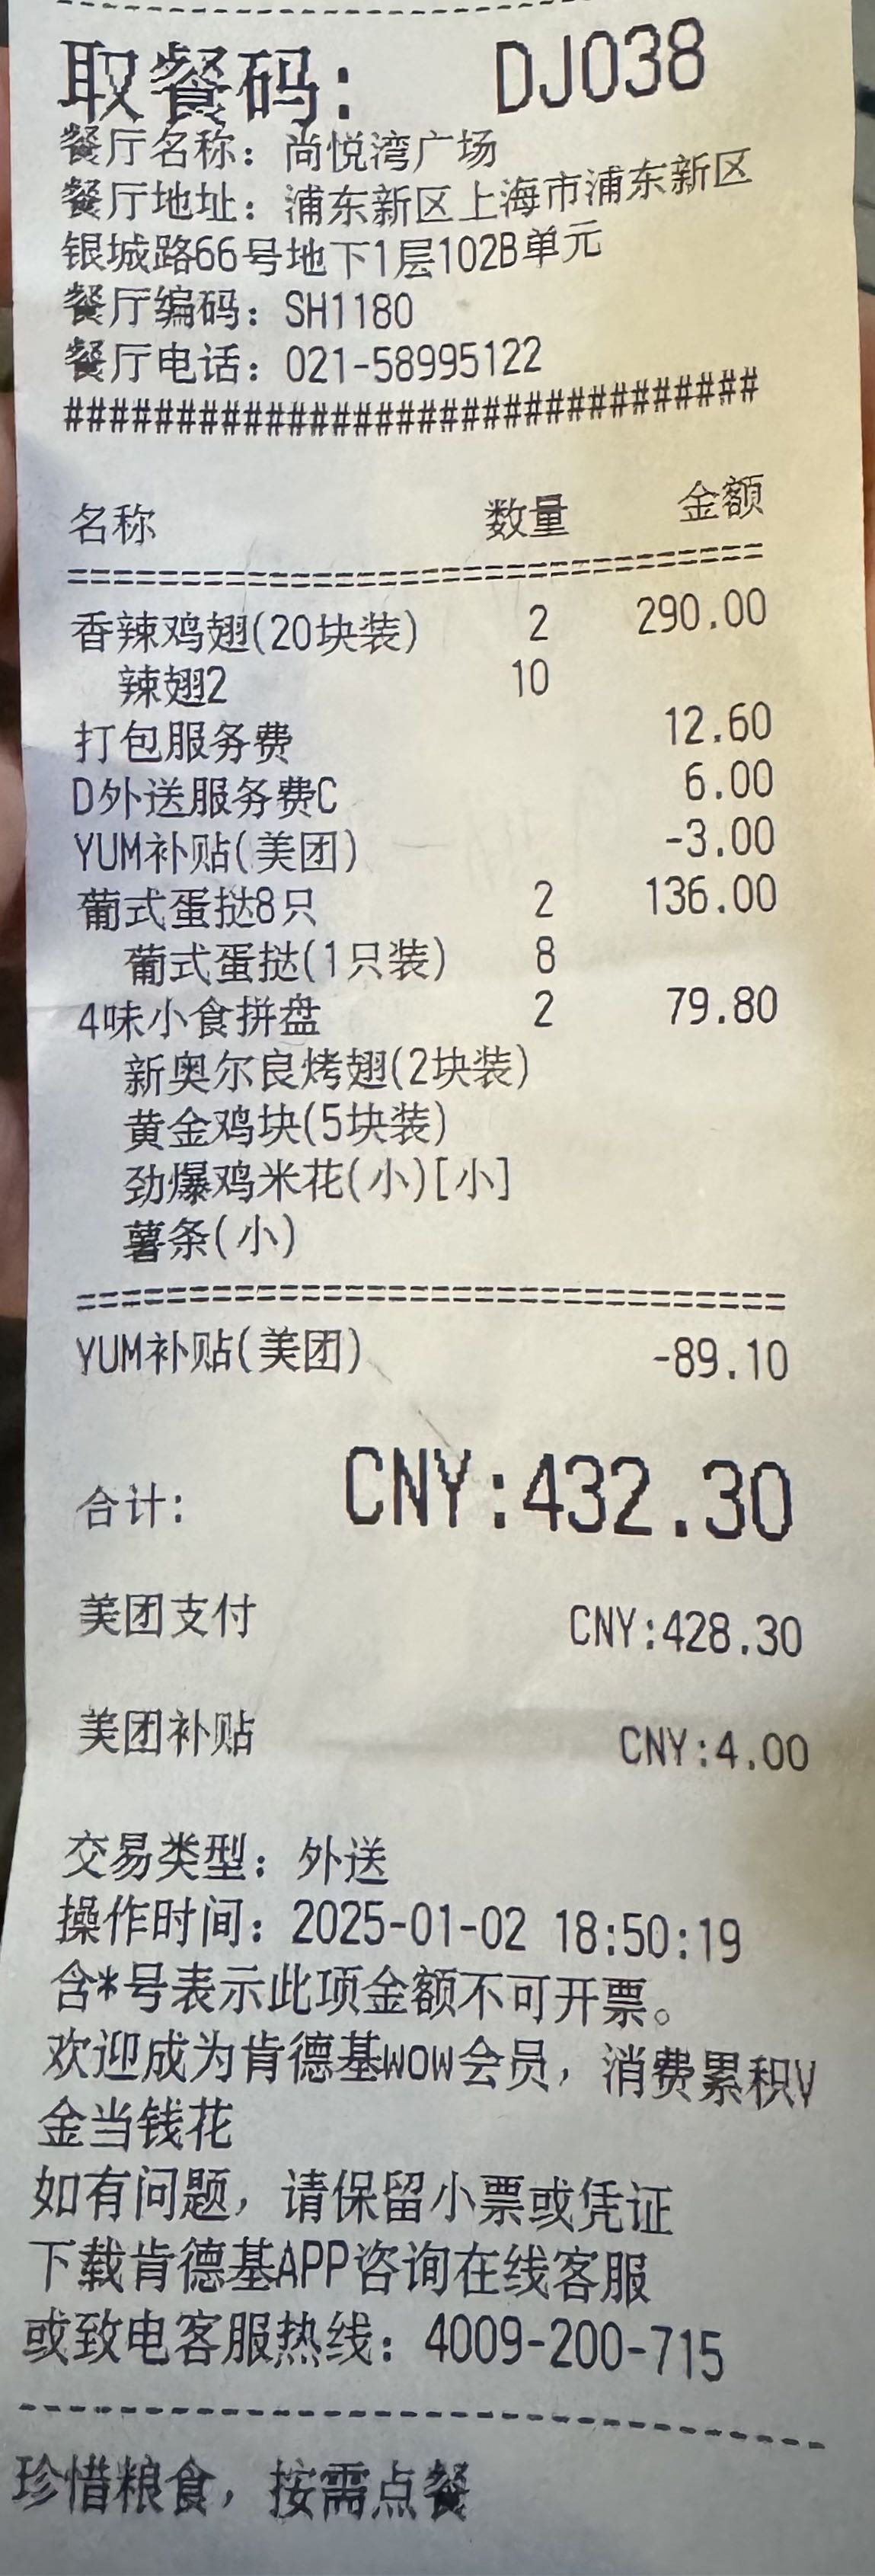 取餐码: DJ038
餐厅名称: 尚悦湾广场
餐厅地址: 浦东新区上海市浦东新区
银城路66号地下1层102B单元
餐厅编码: SH1180
餐厅电话: 021-58995122
###############################
名称 数量 金额
==============================
香辣鸡翅(20块装) 2 290.00
辣翅2 10
打包服务费 12.60
D外送服务费C 6.00
YUM补贴(美团) -3.00
葡式蛋挞8只 2 136.00
葡式蛋挞(1只装) 8
4味小食拼盘 2 79.80
新奥尔良烤翅(2块装)
黄金鸡块(5块装)
劲爆鸡米花(小)[小]
薯条(小)
==============================
YUM补贴(美团) -89.10
合计: CNY:432.30
美团支付 CNY:428.30
美团补贴 CNY:4.00
交易类型: 外送
操作时间: 2025-01-02 18:50:19
含*号表示此项金额不可开票。
欢迎成为肯德基WOW会员, 消费累积V
金当钱花
如有问题, 请保留小票或凭证
下载肯德基APP咨询在线客服
或致电客服热线: 4009-200-715
珍惜粮食, 按需点餐